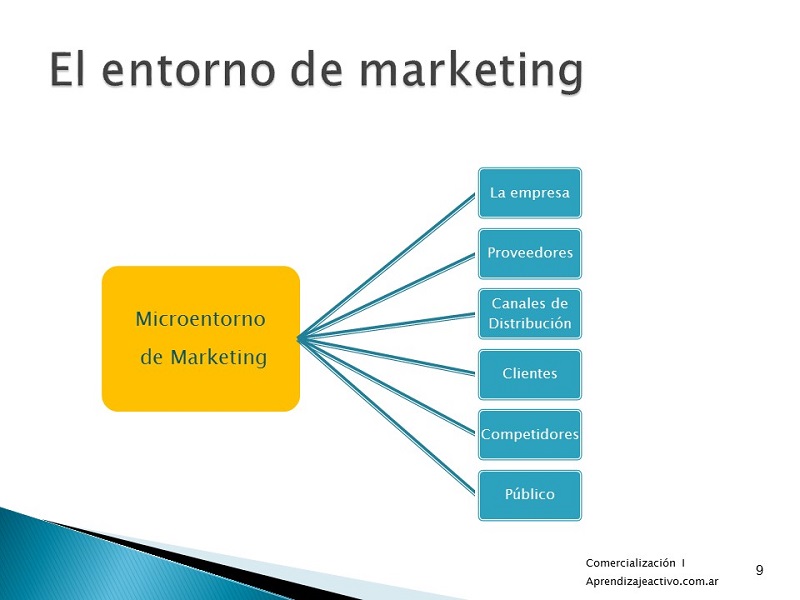 El entorno de marketing
La empresa
Proveedores
Canales de
Distribución
Microentorno
de Marketing
Clientes
Competidores
Público
Comercialización I
Aprendizajeactivo.com.ar
9